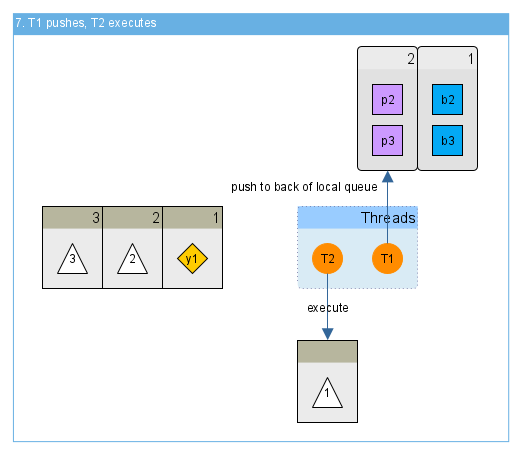 7. T1 pushes, T2 executes
2 1
p2 b2
p3 b3
push to back of local queue
3 2 1
Threads
3 2 y1
T2 T1
execute
1